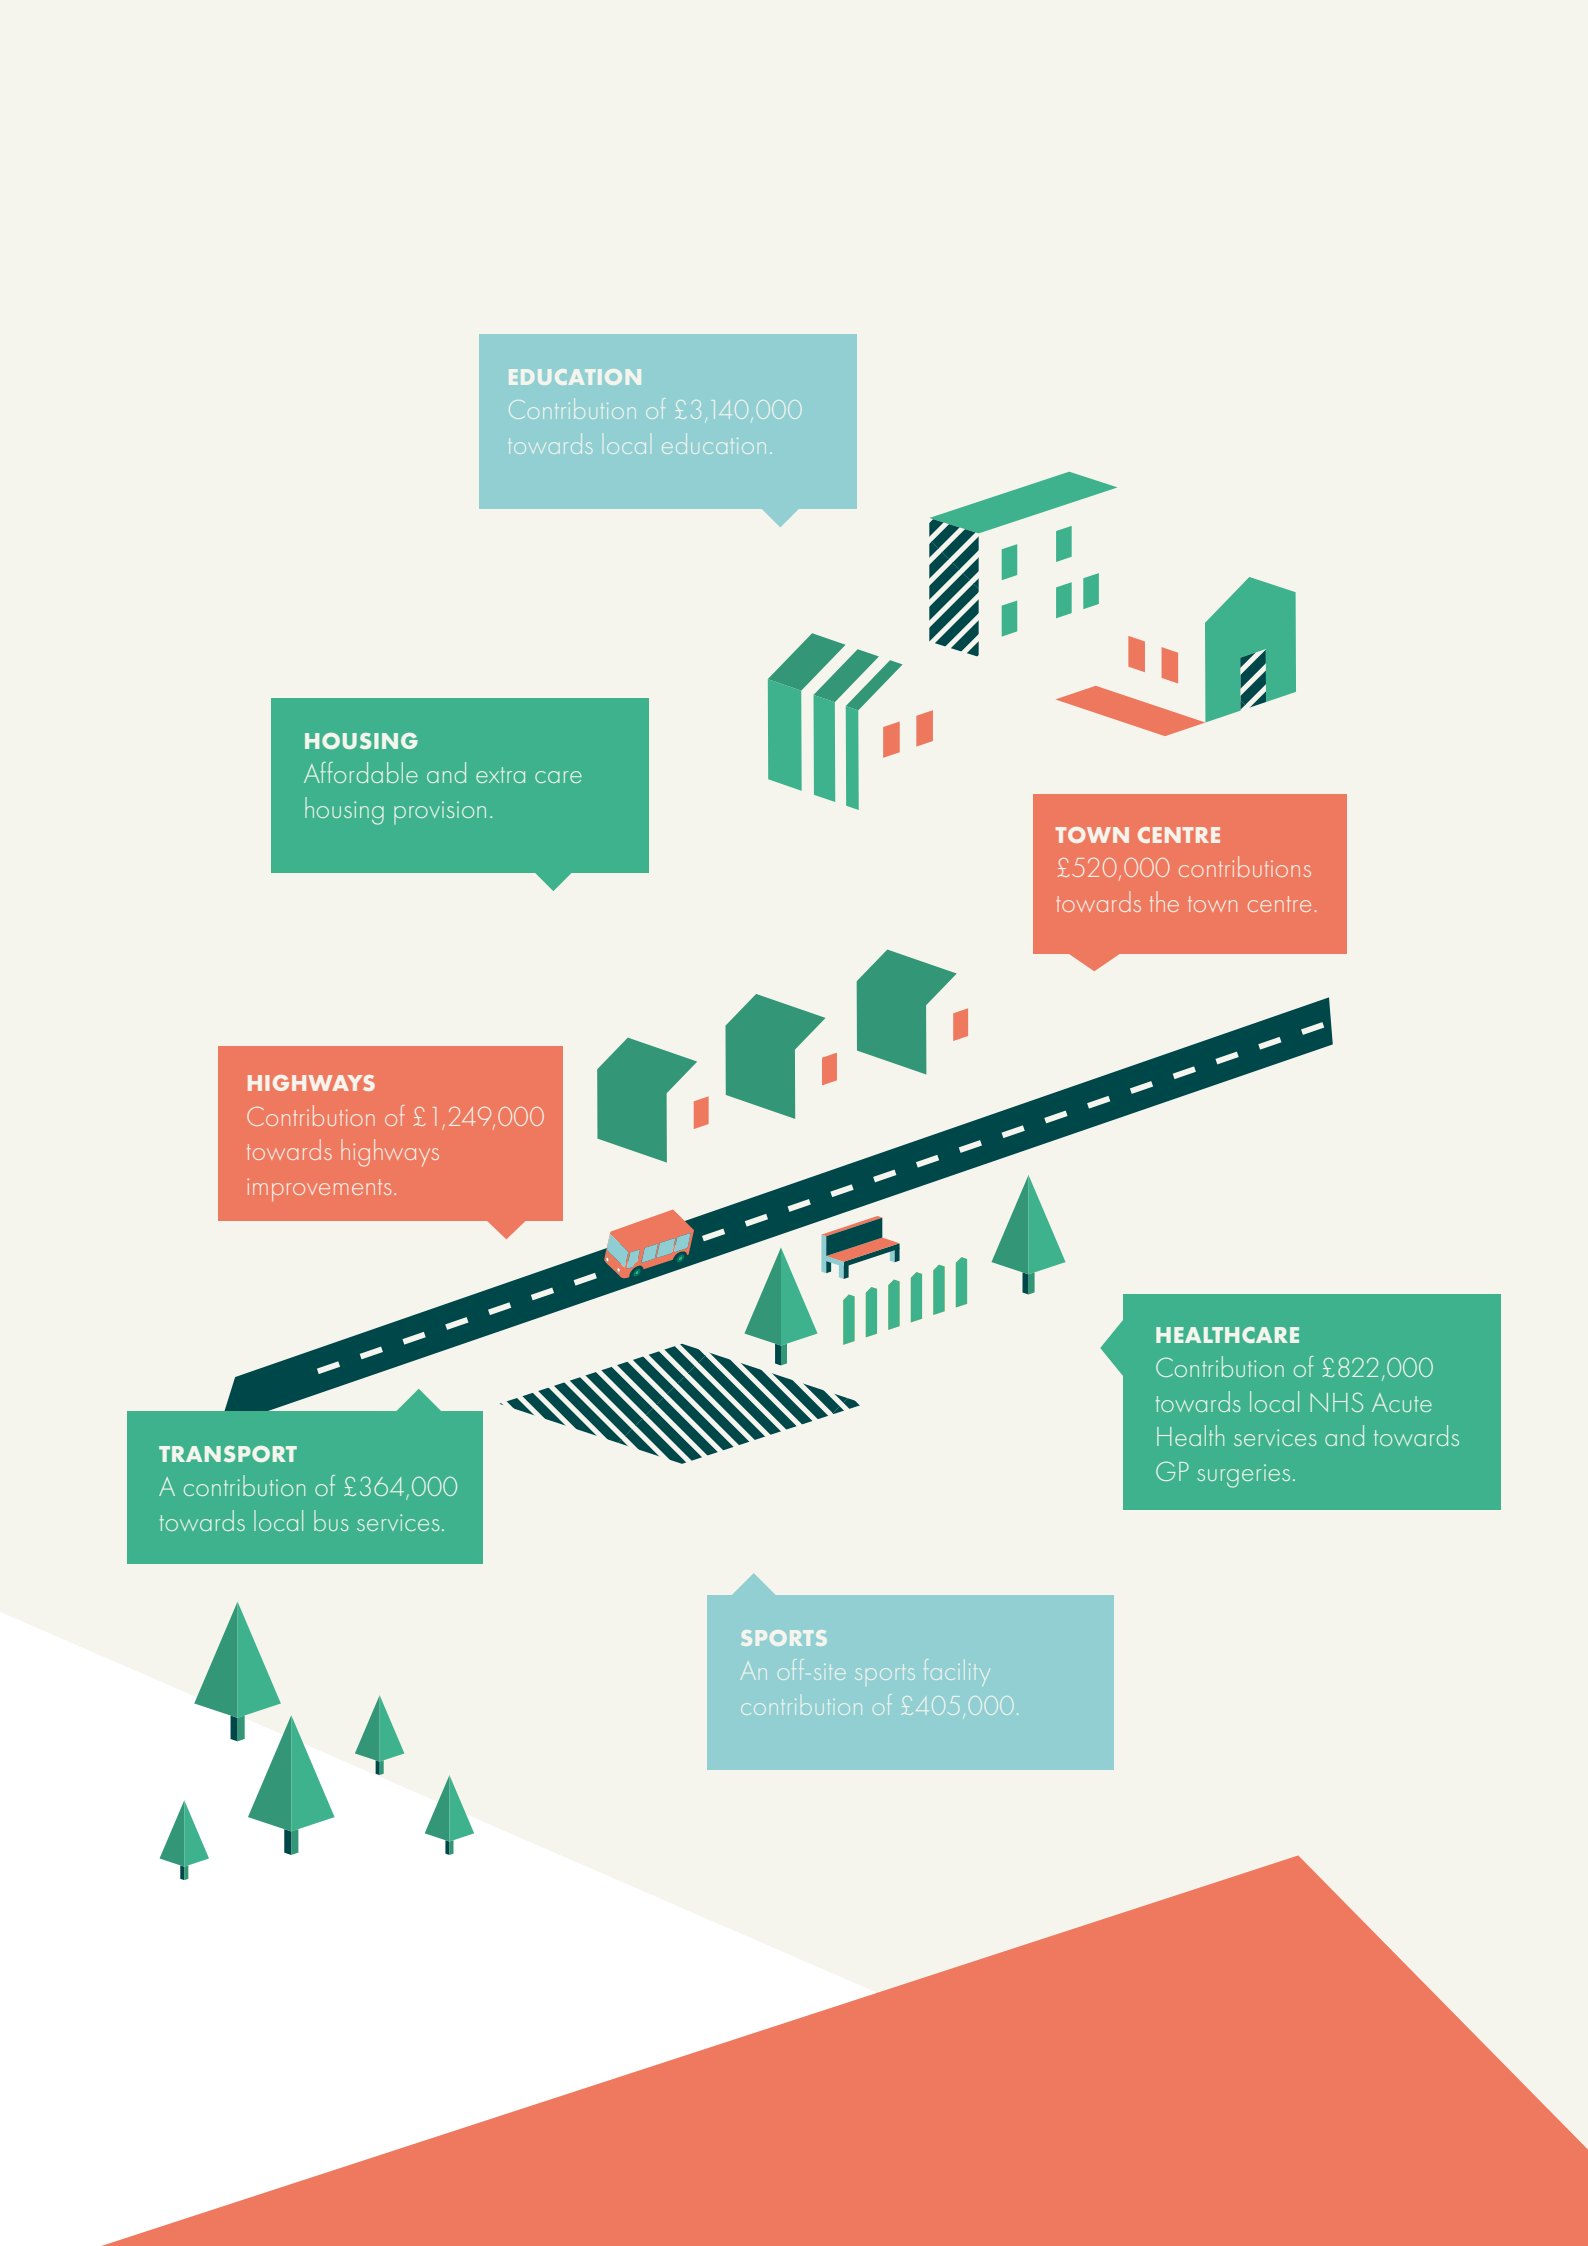 EDUCATION
Contribution of £3,140,000
towards local education.
HOUSING
Affordable and extra care
housing provision.
TOWN CENTRE
£520,000 contributions
towards the town centre.
HIGHWAYS
Contribution of £1,249,000
towards highways
improvements.
HEALTHCARE
Contribution of £822,000
towards local NHS Acute
Health services and towards
GP surgeries.
TRANSPORT
A contribution of £364,000
towards local bus services.
SPORTS
An off-site sports facility
contribution of £405,000.